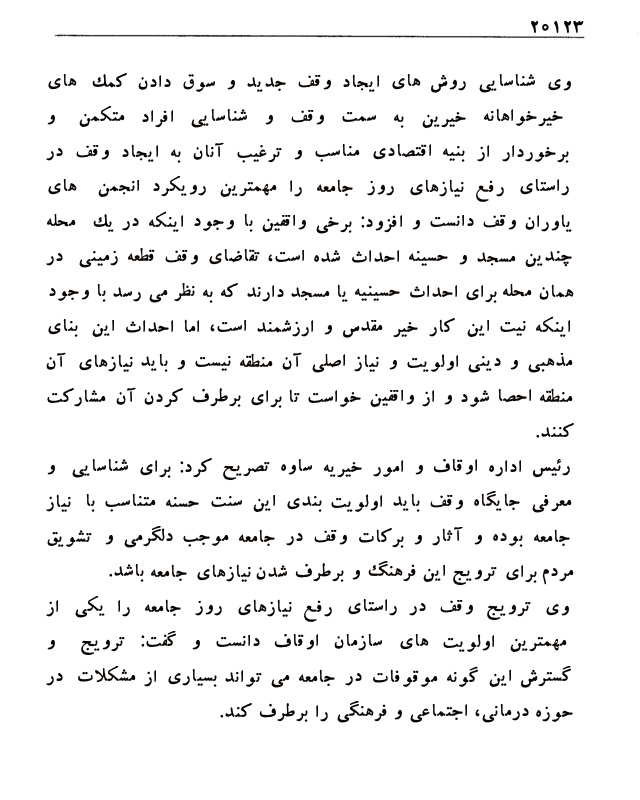 ۲۰۱۲۳
وی شناسایی روش های ایجاد وقف جدید و سوق دادن کمك های
خیرخواهانه خیرین به سمت وقف و شناسایی افراد متکمن و
برخوردار از بنیه اقتصادی مناسب و ترغیب آنان به ایجاد وقف در
راستای رفع نیازهای روز جامعه را مهمترین رویکرد انجمن های
یاوران وقف دانست و افزود: برخی واقفین با وجود اینکه در یك محله
چندین مسجد و حسینه احداث شده است، تقاضای وقف قطعه زمینی در
همان محله برای احداث حسینیه یا مسجد دارند که به نظر می رسد با وجود
اینکه نیت این کار خیر مقدس و ارزشمند است، اما احداث این بنای
مذهبی و دینی اولویت و نیاز اصلی آن منطقه نیست و باید نیازهای آن
منطقه احصا شود و از واقفین خواست تا برای برطرف کردن آن مشارکت
کنند.
رئیس اداره اوقاف و امور خیریه ساوه تصریح کرد: برای شناسایی و
معرفی جایگاه وقف باید اولویت بندی این سنت حسنه متناسب با نیاز
جامعه بوده و آثار و برکات وقف در جامعه موجب دلگرمی و تشویق
مردم برای ترویج این فرهنگ و برطرف شدن نیازهای جامعه باشد.
وی ترویج وقف در راستای رفع نیازهای روز جامعه را یکی از
مهمترین اولویت های سازمان اوقاف دانست و گفت: ترویج و
گسترش این گونه موقوفات در جامعه می تواند بسیاری از مشکلات در
حوزه درمانی، اجتماعی و فرهنگی را برطرف کند.